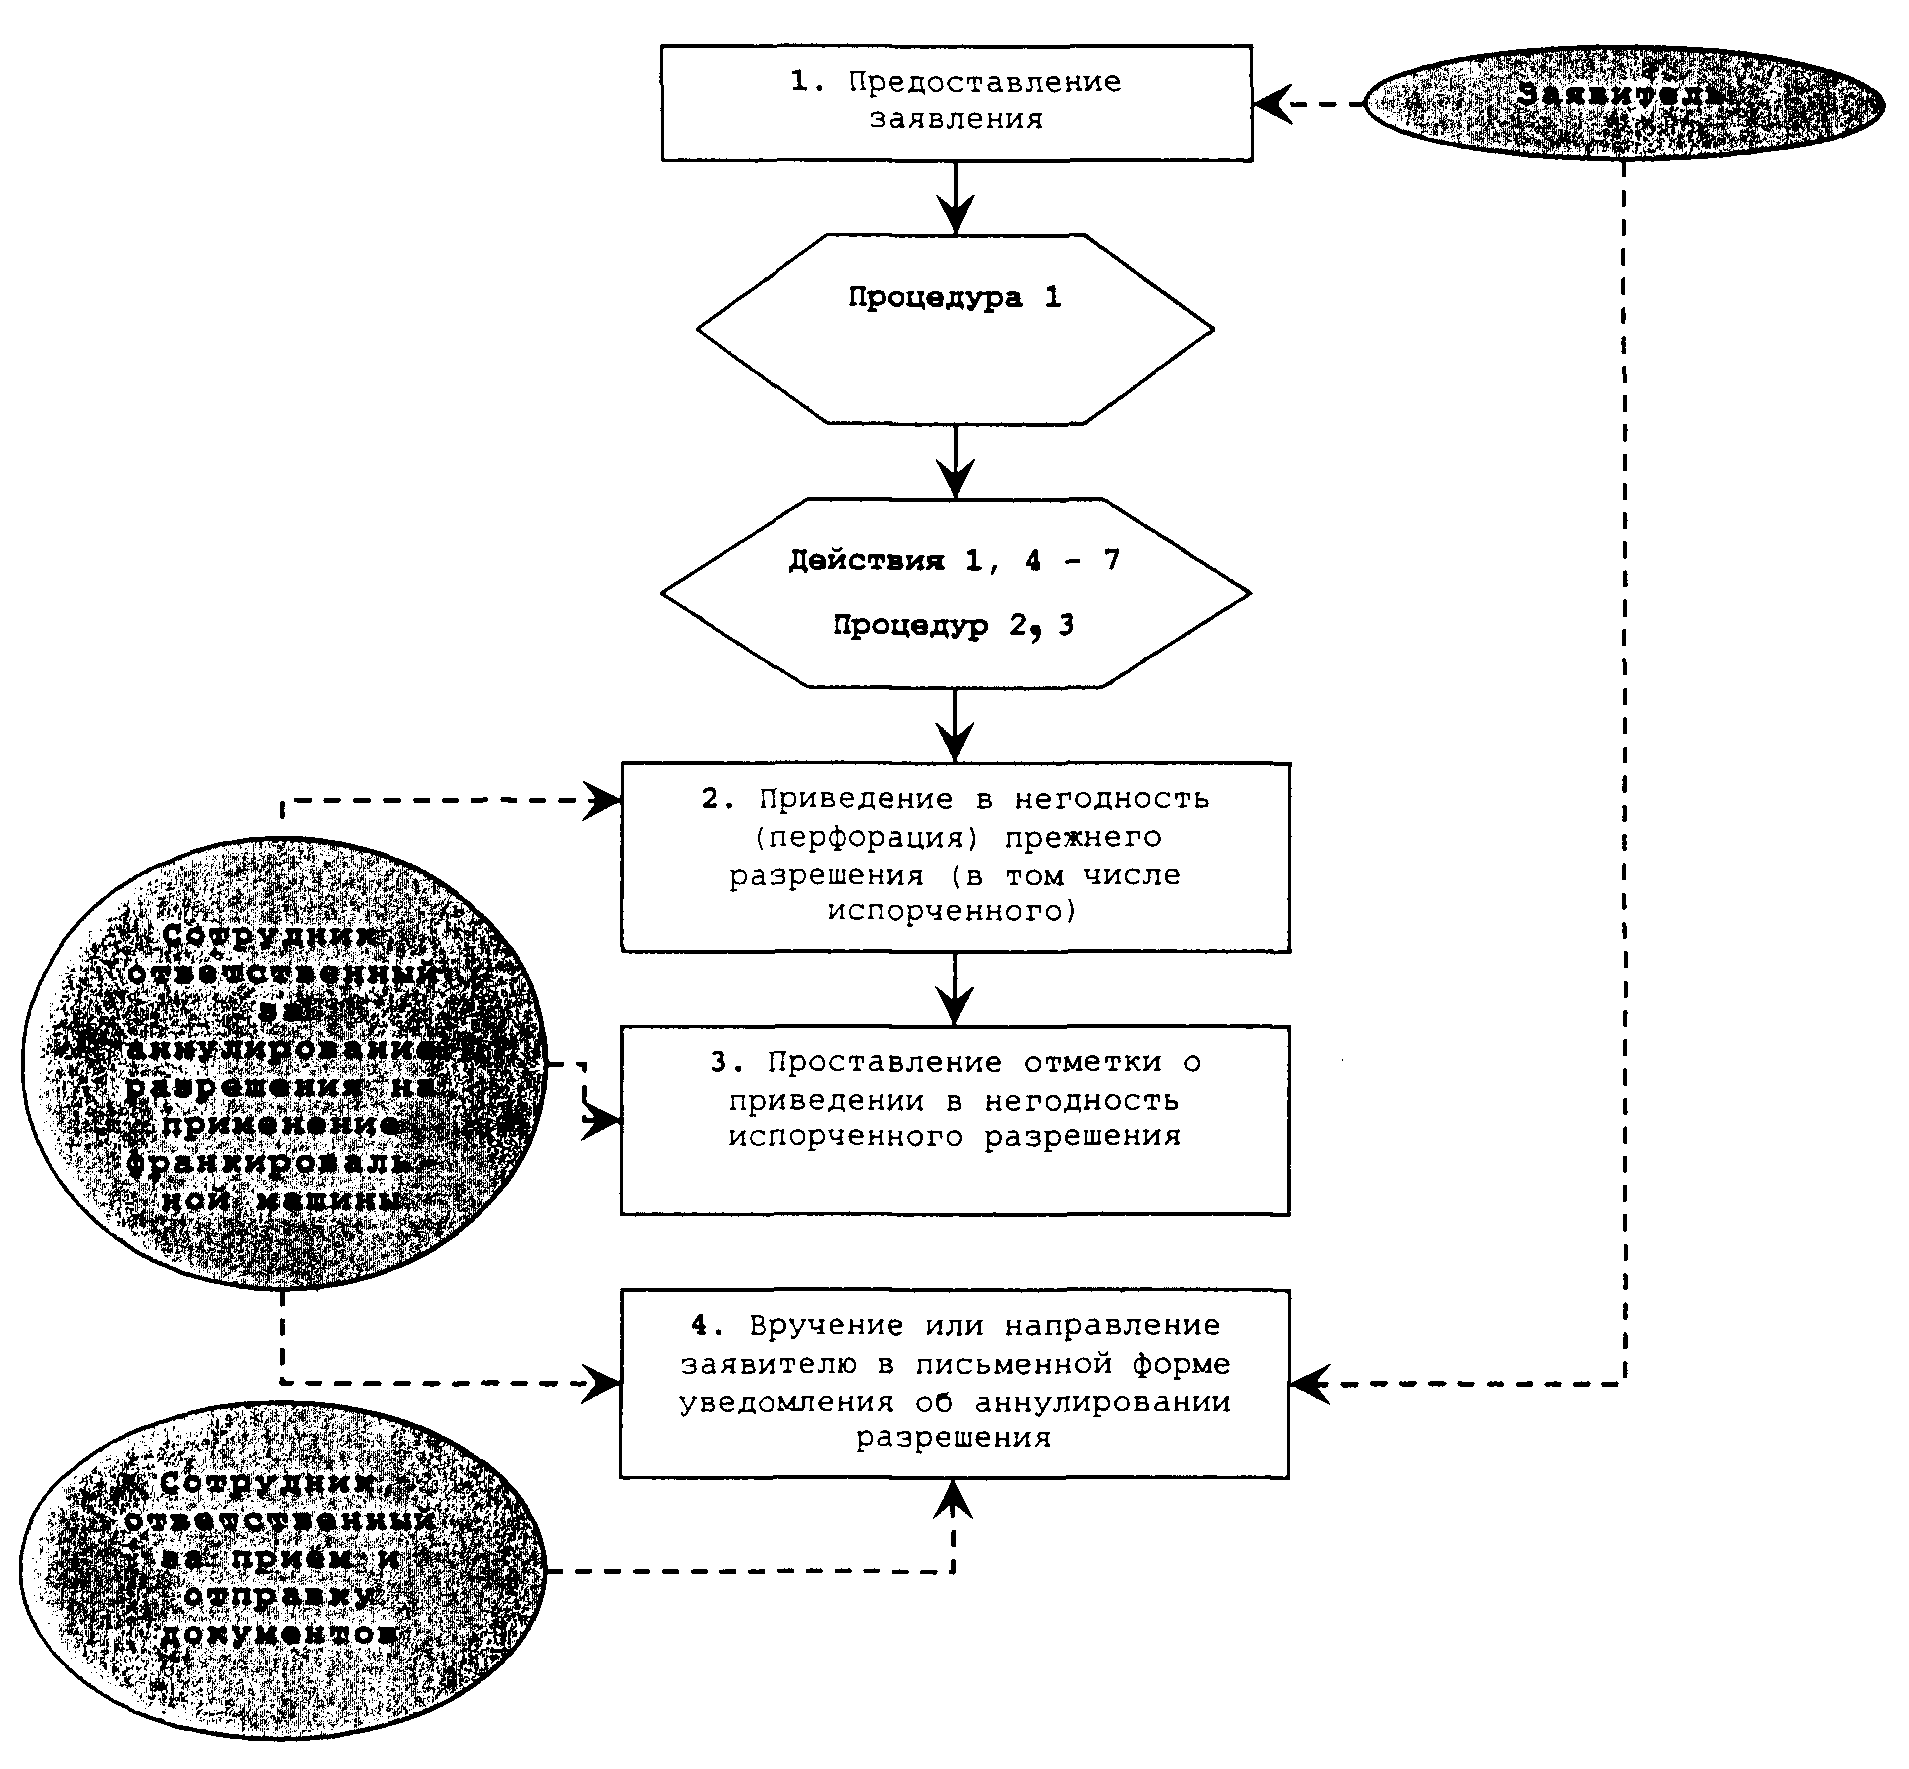 1. Предоставление
заявления
Заявитель
Процедура 1
Действия 1, 4 - 7
Процедур 2, 3
2. Приведение в негодность
(перфорация) прежнего
разрешения (в том числе
испорченного)
Сотрудник,
ответственный
за
аннулирование
разрешения на
применение
франкироваль-
ной машины
3. Проставление отметки о
приведении в негодность
испорченного разрешения
4. Вручение или направление
заявителю в письменной форме
уведомления об аннулировании
разрешения
Сотрудник,
ответственный
за приём и
отправку
документов